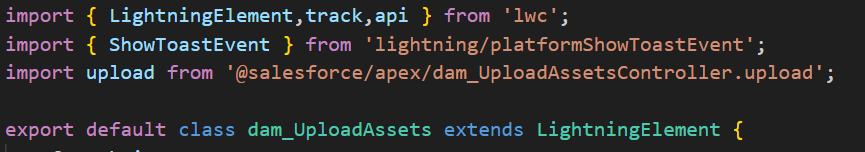 import { LightningElement,track,api } from 'lwc';
import { ShowToastEvent } from 'lightning/platformShowToastEvent';
import upload from '@salesforce/apex/dam_UploadAssetsController.upload';
export default class dam_UploadAssets extends LightningElement {